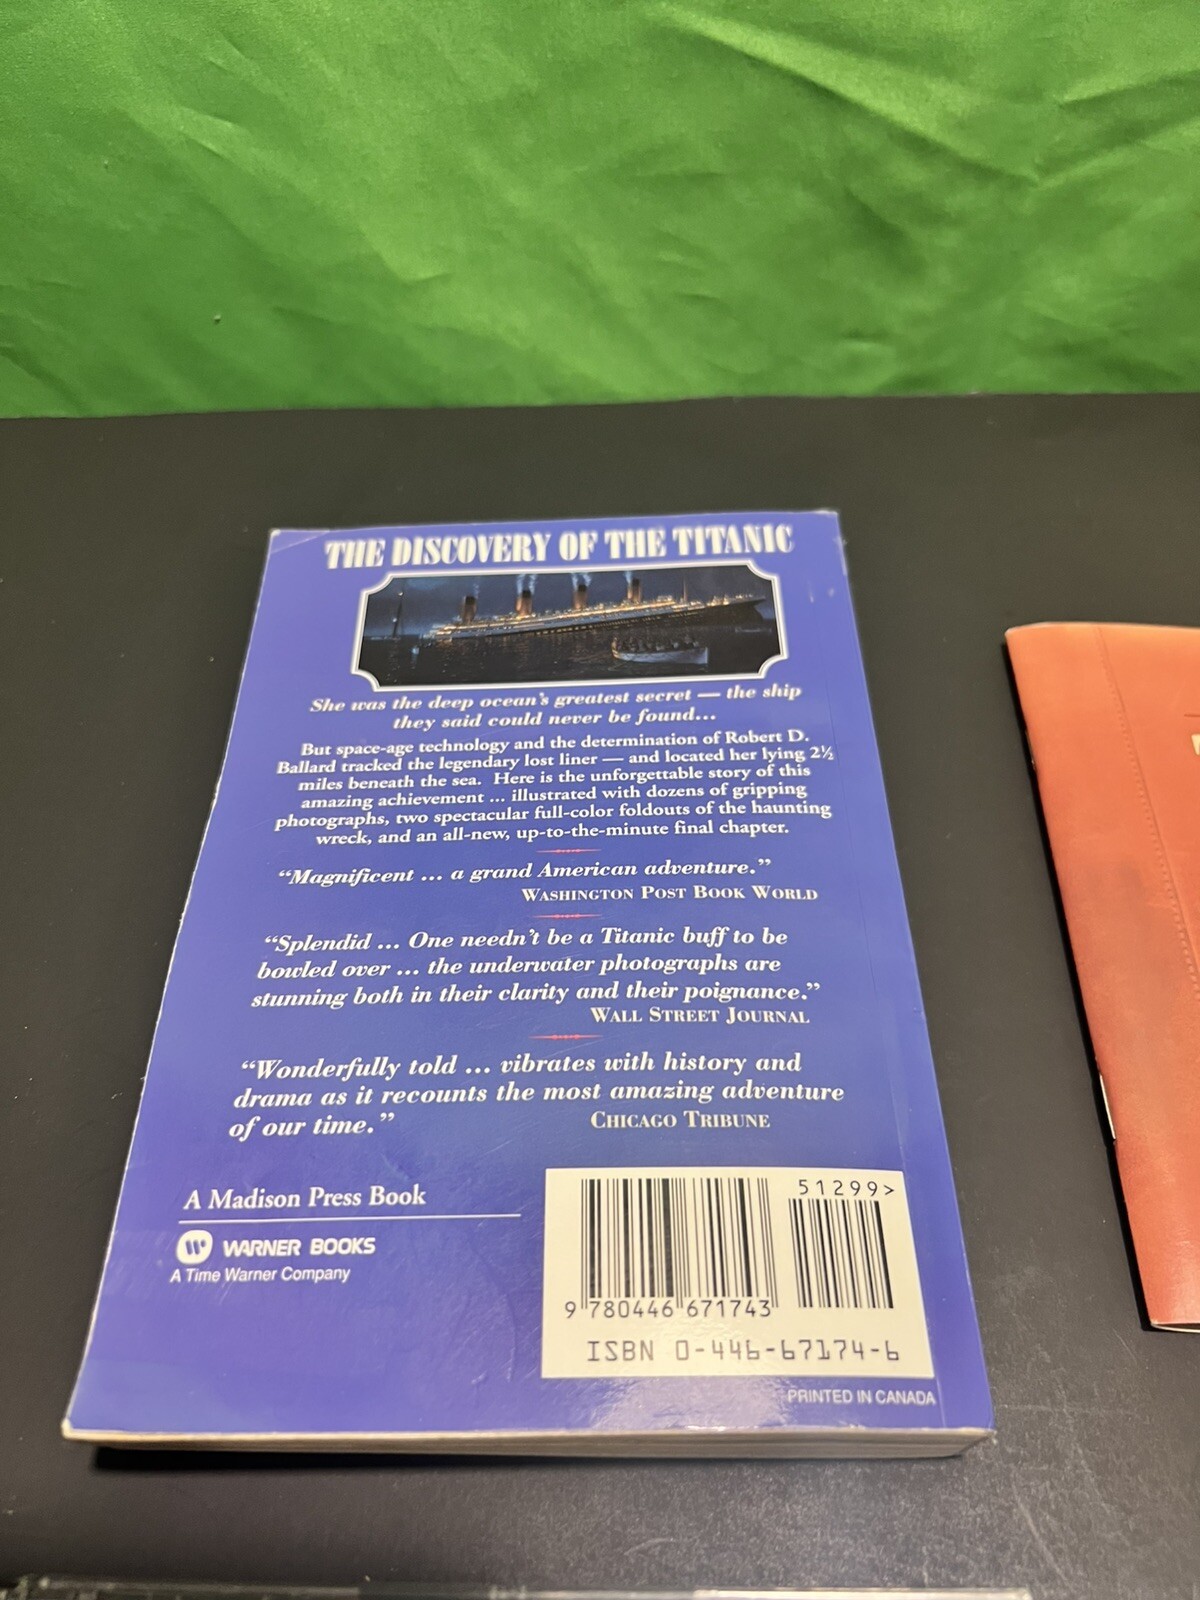 THE DISCOVERY OF THE TITANIC
She was the deep ocean's greatest secret — the ship
they said could never be found...
But space-age technology and the determination of Robert D.
Ballard tracked the legendary lost liner — and located her lying 2½
miles beneath the sea. Here is the unforgettable story of this
amazing achievement ... illustrated with dozens of gripping
photographs, two spectacular full-color foldouts of the haunting
wreck, and an all-new, up-to-the-minute final chapter.
“Magnificent ... a grand American adventure.”
WASHINGTON POST BOOK WORLD
“Splendid ... One needn't be a Titanic buff to be
bowled over ... the underwater photographs are
stunning both in their clarity and their poignance.”
WALL STREET JOURNAL
“Wonderfully told ... vibrates with history and
drama as it recounts the most amazing adventure
of our time.” CHICAGO TRIBUNE
A Madison Press Book
W WARNER BOOKS
A Time Warner Company
51299>
9 780446 671743
ISBN 0-446-67174-6
PRINTED IN CANADA